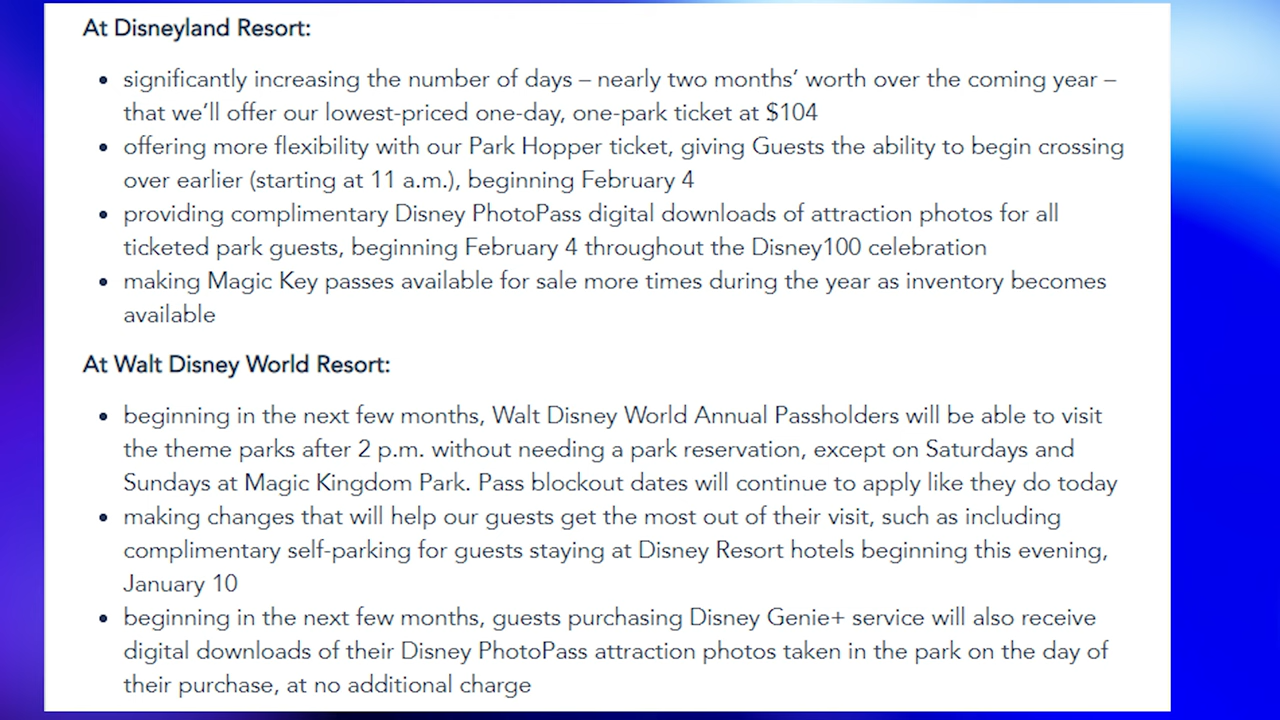 At Disneyland Resort:
• significantly increasing the number of days – nearly two months’ worth over the coming year –
that we’ll offer our lowest-priced one-day, one-park ticket at $104
• offering more flexibility with our Park Hopper ticket, giving Guests the ability to begin crossing
over earlier (starting at 11 a.m.), beginning February 4
• providing complimentary Disney PhotoPass digital downloads of attraction photos for all
ticketed park guests, beginning February 4 throughout the Disney100 celebration
• making Magic Key passes available for sale more times during the year as inventory becomes
available
At Walt Disney World Resort:
• beginning in the next few months, Walt Disney World Annual Passholders will be able to visit
the theme parks after 2 p.m. without needing a park reservation, except on Saturdays and
Sundays at Magic Kingdom Park. Pass blockout dates will continue to apply like they do today
• making changes that will help our guests get the most out of their visit, such as including
complimentary self-parking for guests staying at Disney Resort hotels beginning this evening,
January 10
• beginning in the next few months, guests purchasing Disney Genie+ service will also receive
digital downloads of their Disney PhotoPass attraction photos taken in the park on the day of
their purchase, at no additional charge